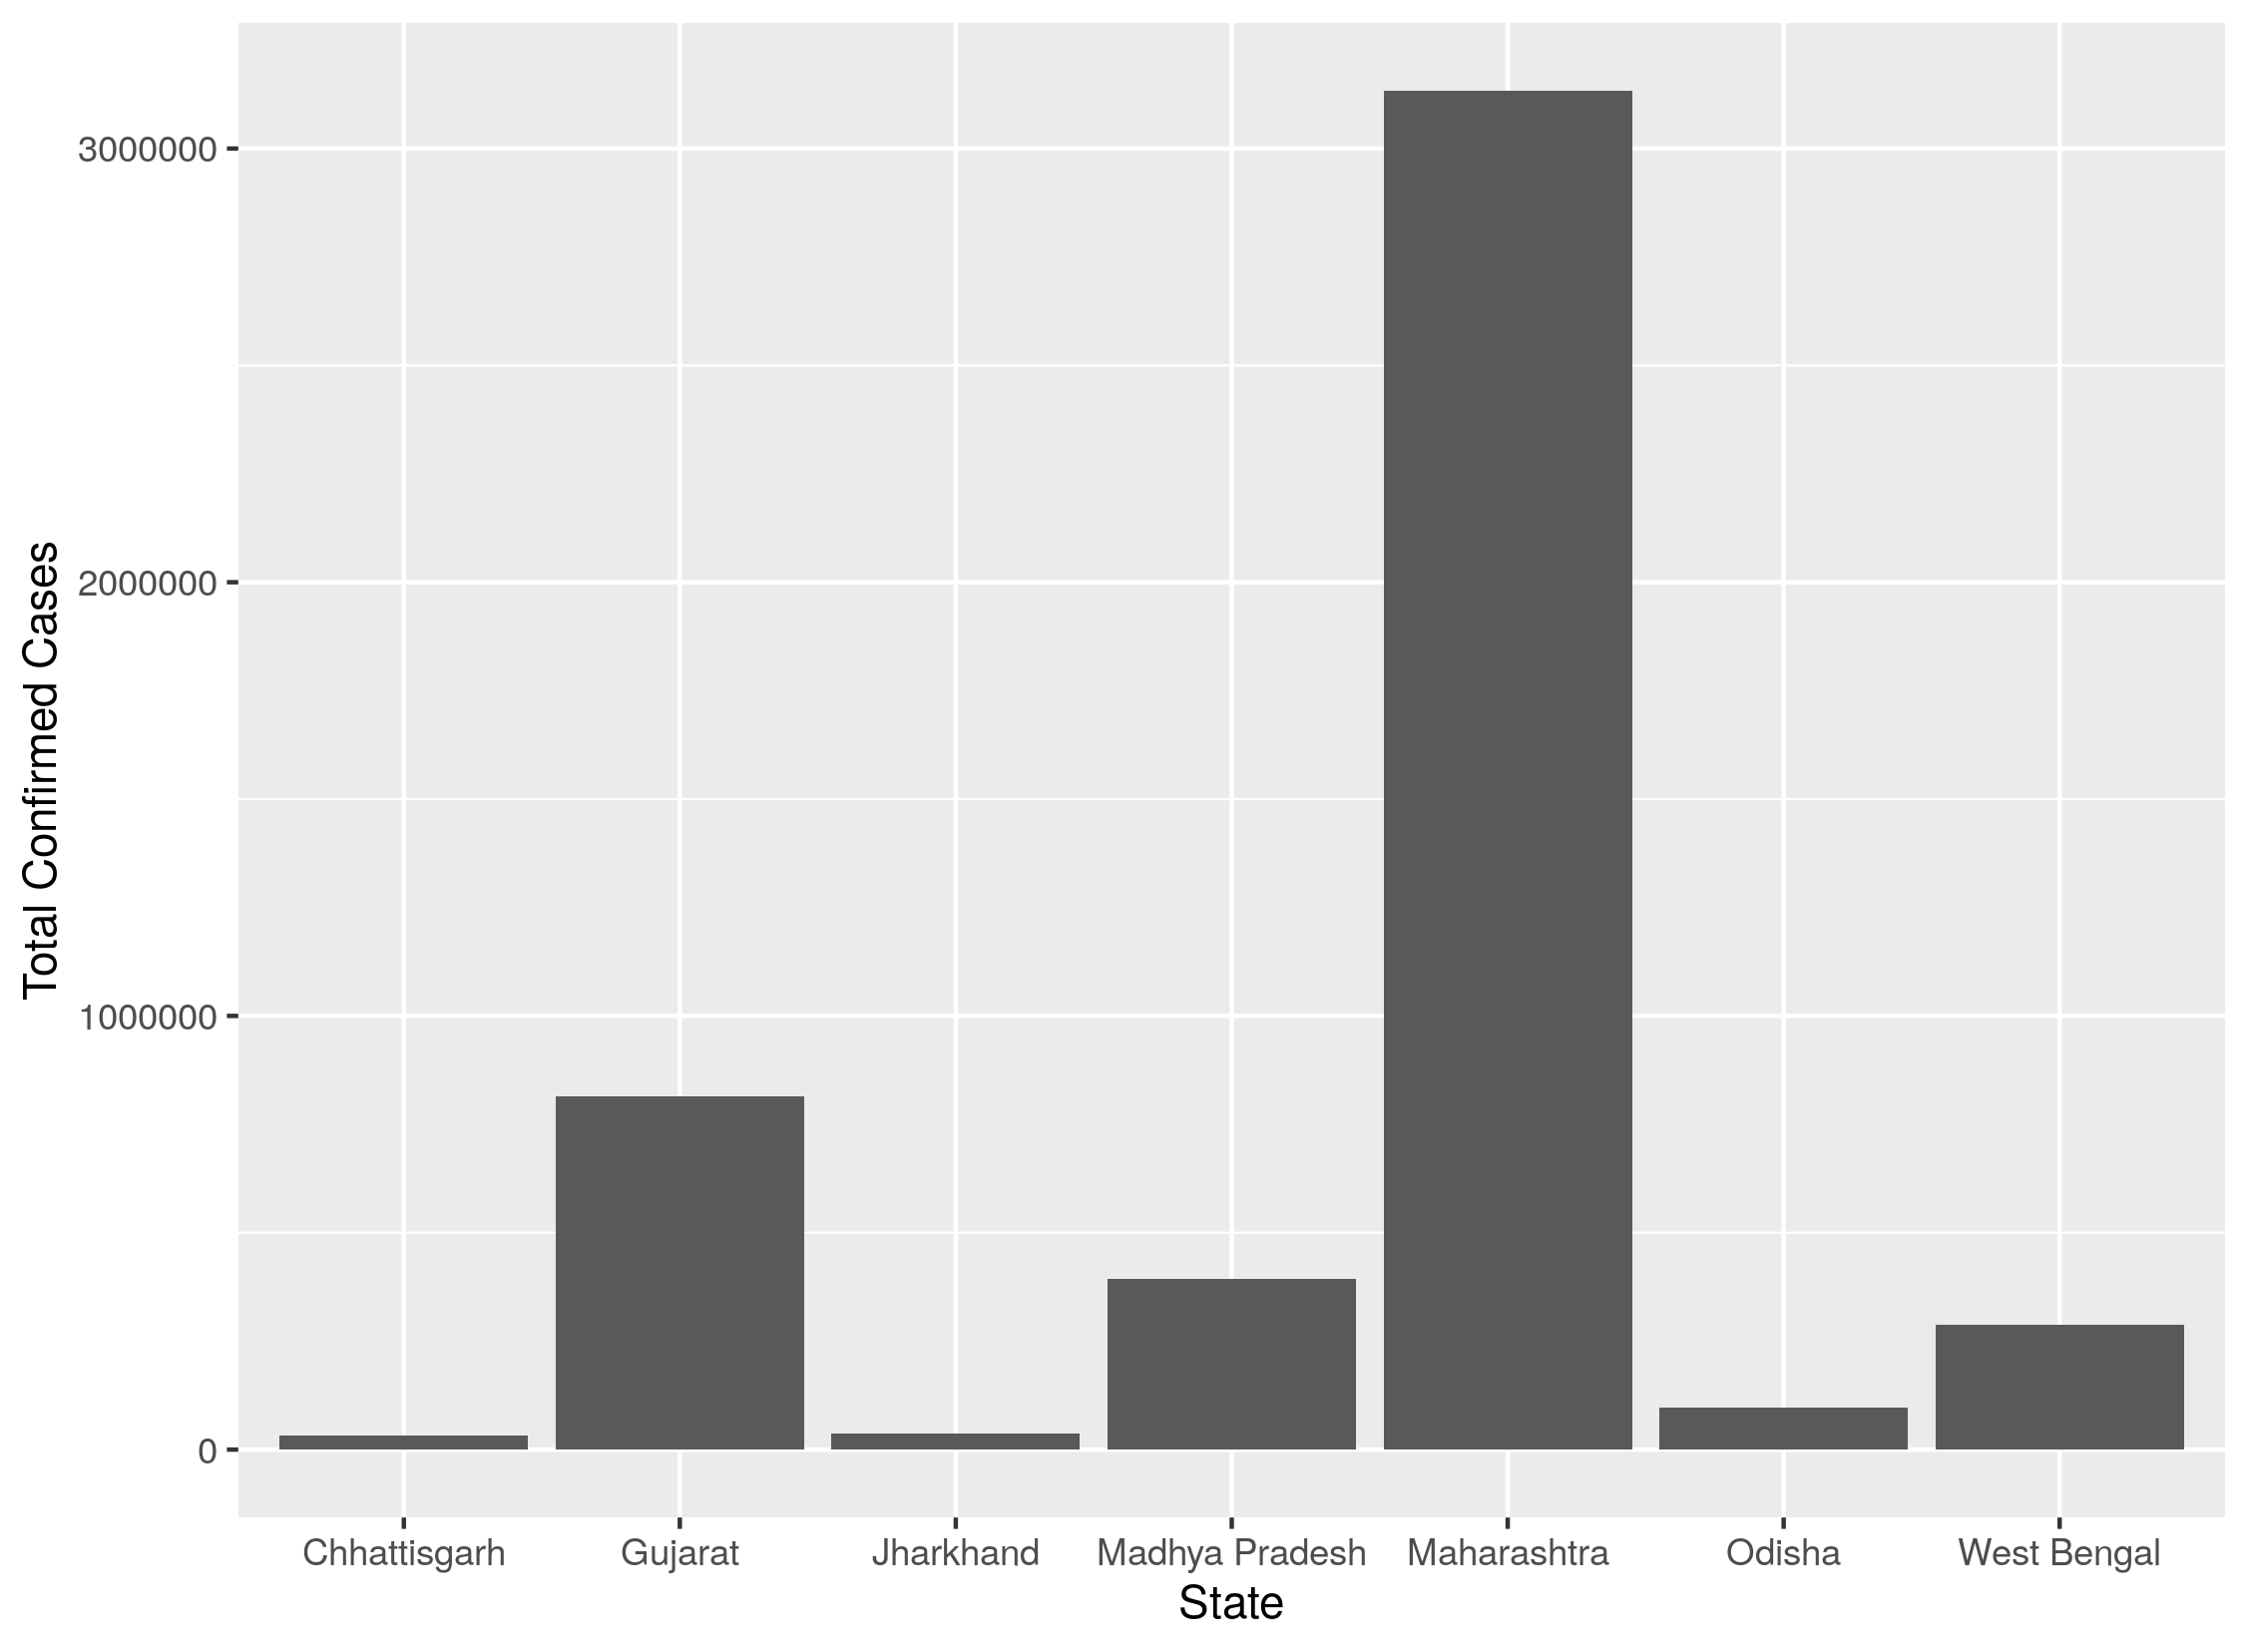 Total Confirmed Cases
3000000
2000000
1000000
0
Chhattisgarh Gujarat Jharkhand Madhya Pradesh Maharashtra Odisha West Bengal
State